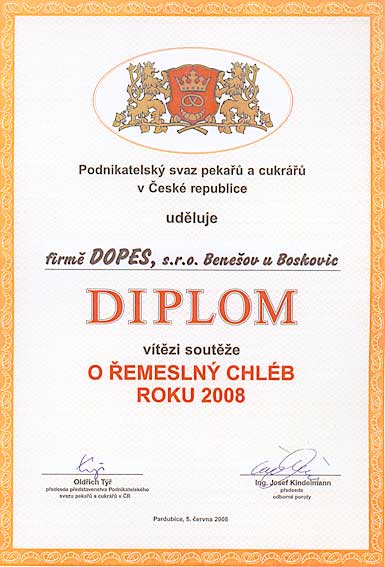 Podnikatelský svaz pekařů a cukrářů
v České republice
uděluje
firmě DOPES, s.r.o. Benešov u Boskovic
DIPLOM
vítězi soutěže
O ŘEMESLNÝ CHLÉB
ROKU 2008
Oldřich Týř
předseda představenstva Podnikatelského
svazu pekařů a cukrářů v ČR
Ing. Josef Kindelmann
předseda
odborné poroty
Pardubice, 5. června 2008